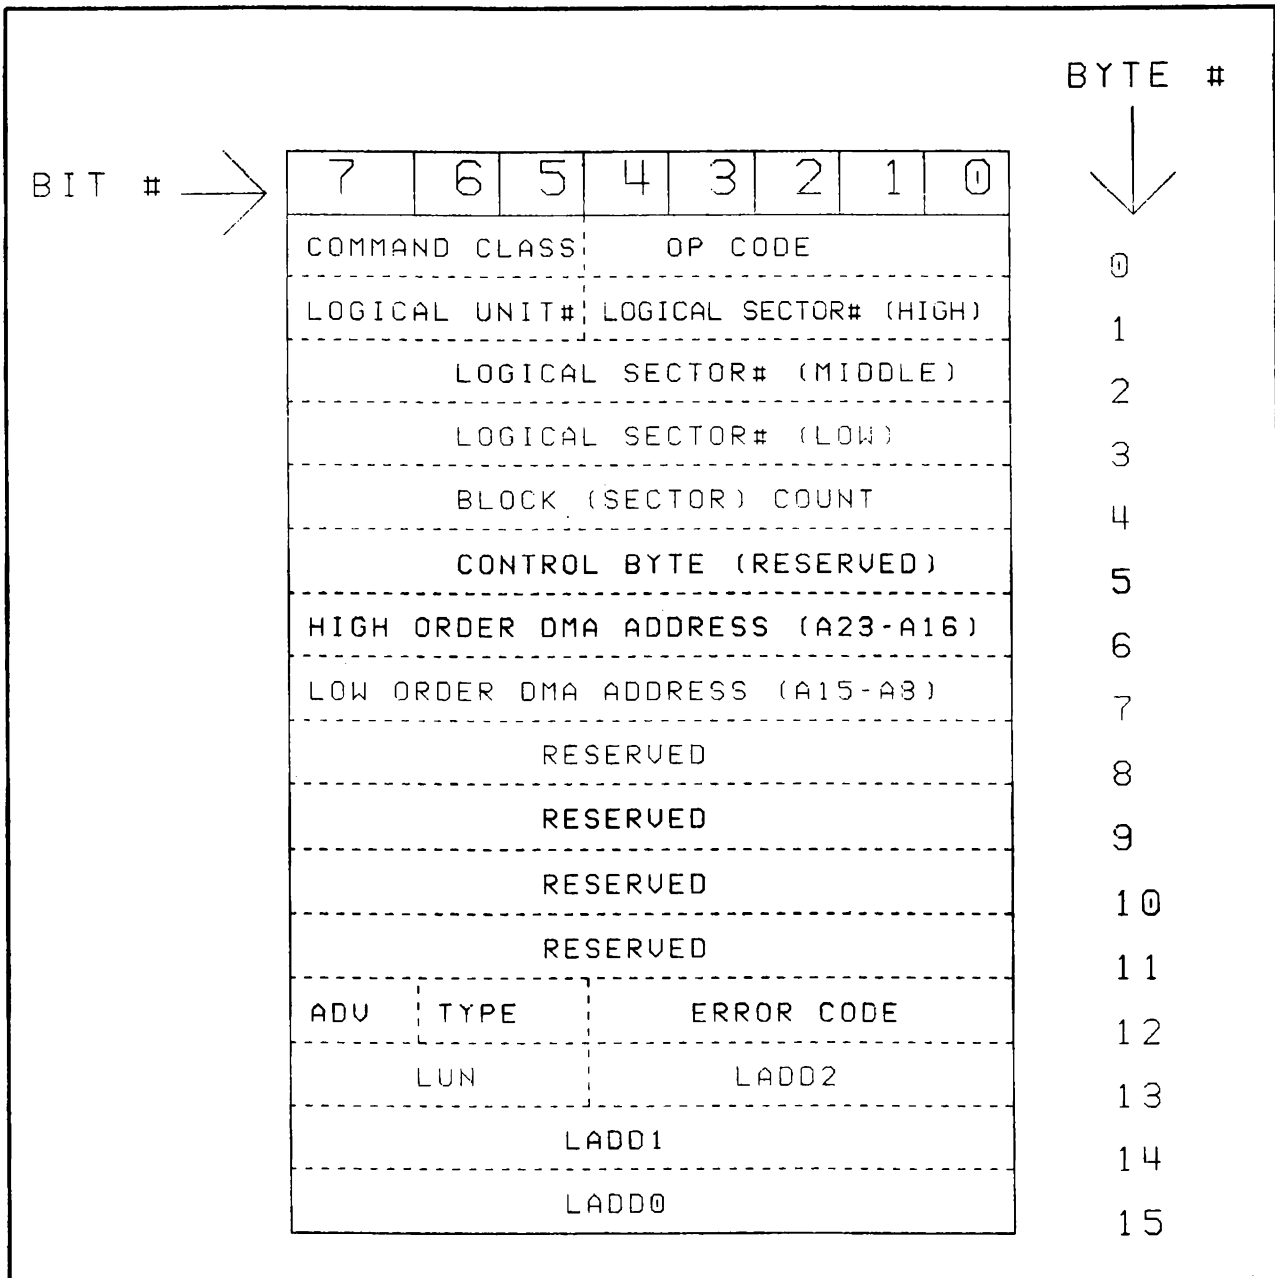 BYTE #
BIT # 7 6 5 4 3 2 1 0
COMMAND CLASS OP CODE 0
LOGICAL UNIT# LOGICAL SECTOR# (HIGH) 1
LOGICAL SECTOR# (MIDDLE) 2
LOGICAL SECTOR# (LOW) 3
BLOCK (SECTOR) COUNT 4
CONTROL BYTE (RESERVED) 5
HIGH ORDER DMA ADDRESS (A23-A16) 6
LOW ORDER DMA ADDRESS (A15-A8) 7
RESERVED 8
RESERVED 9
RESERVED 10
RESERVED 11
ADV TYPE ERROR CODE 12
LUN LADD2 13
LADD1 14
LADD0 15